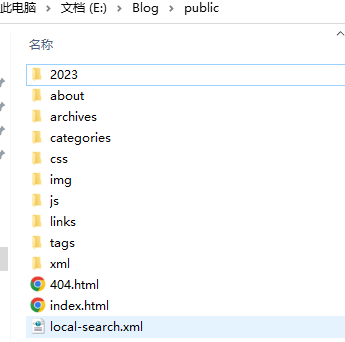 此电脑 > 文档 (E:) > Blog > public
名称
2023
about
archives
categories
css
img
js
links
tags
xml
404.html
index.html
local-search.xml